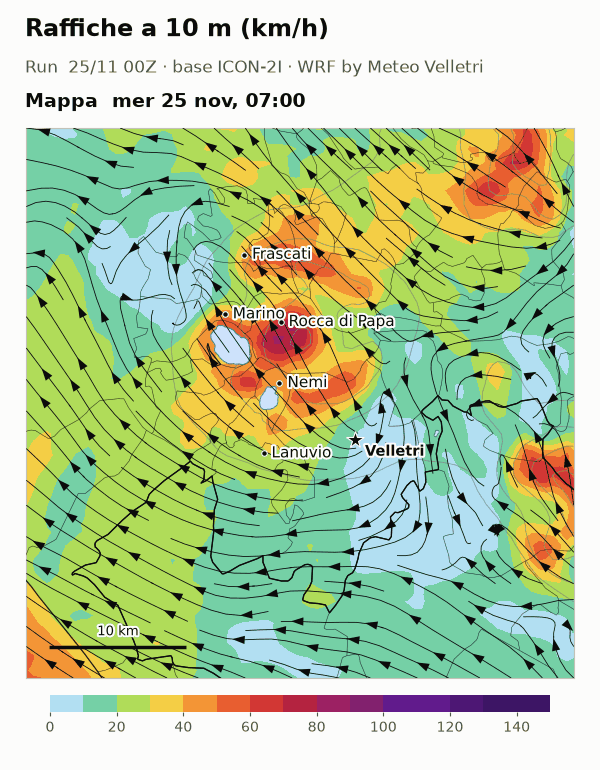 Raffiche a 10 m (km/h)
Run  25/11 00Z · base ICON-2I · WRF by Meteo Velletri
Mappa  mer 25 nov, 07:00
Frascati
Marino
Rocca di Papa
Nemi
Velletri
Lanuvio
10 km
0 20 40 60 80 100 120 140